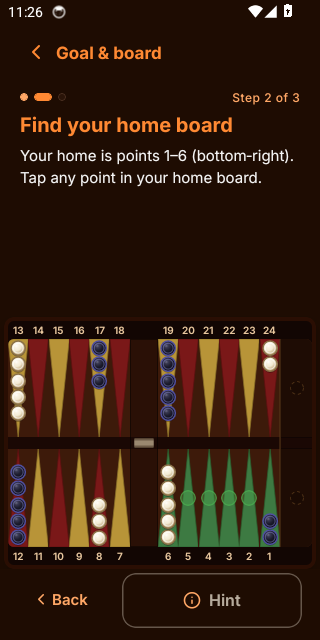 11:26
Goal & board
Step 2 of 3
Find your home board
Your home is points 1–6 (bottom-right).
Tap any point in your home board.
13 14 15 16 17 18 19 20 21 22 23 24
12 11 10 9 8 7 6 5 4 3 2 1
Back
Hint